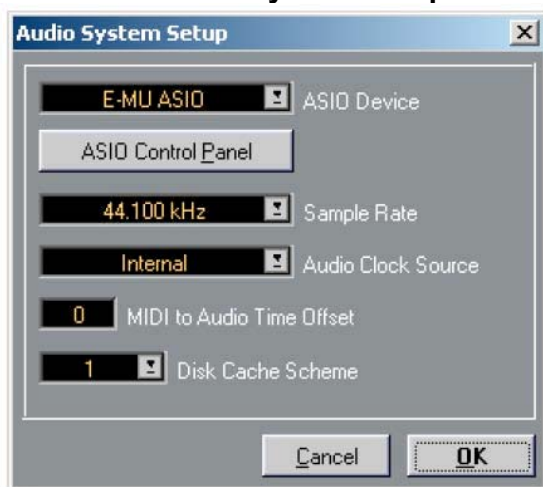 Audio System Setup
E-MU ASIO ASIO Device
ASIO Control Panel
44.100 kHz Sample Rate
Internal Audio Clock Source
0 MIDI to Audio Time Offset
1 Disk Cache Scheme
Cancel OK